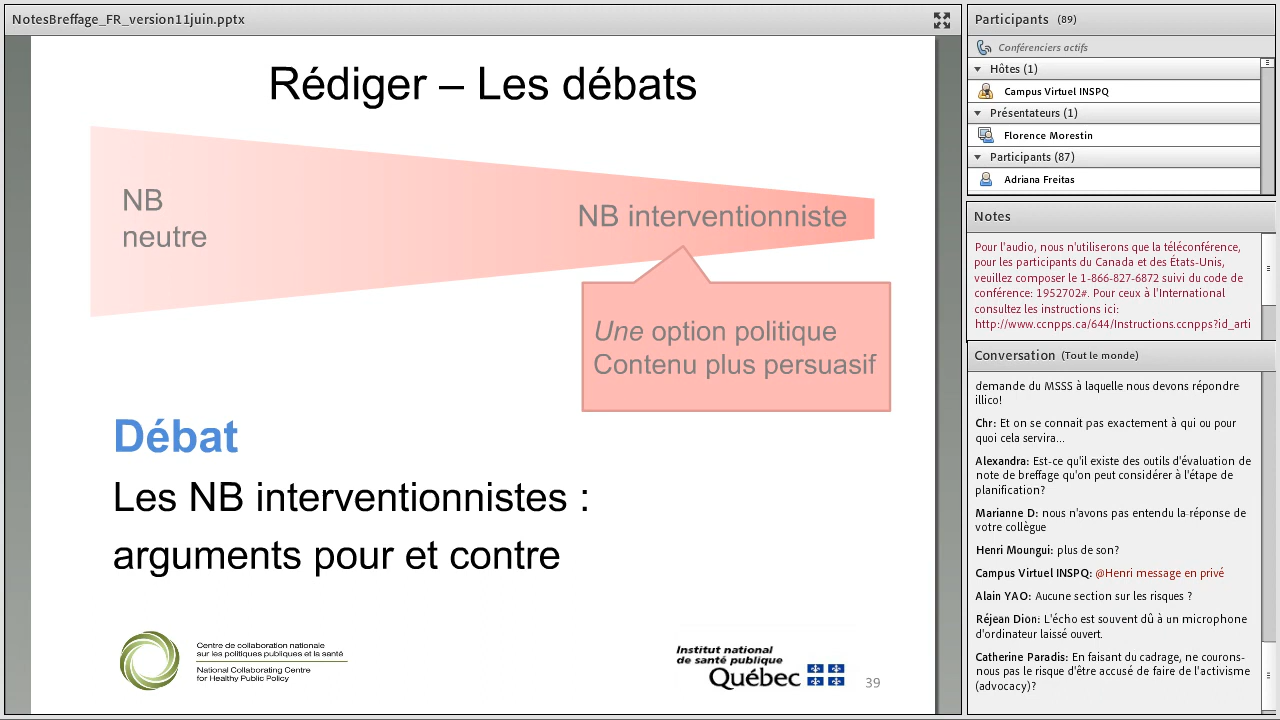 NotesBreffage_FR_version11juin.pptx
Rédiger – Les débats
NB
neutre
NB interventionniste
Une option politique
Contenu plus persuasif
Débat
Les NB interventionnistes :
arguments pour et contre
Centre de collaboration nationale
sur les politiques publiques et la santé
National Collaborating Centre
for Healthy Public Policy
Institut national
de santé publique
Québec
39
Participants (89)
Conférenciers actifs
Hôtes (1)
Campus Virtuel INSPQ
Présentateurs (1)
Florence Morestin
Participants (87)
Adriana Freitas
Notes
Pour l'audio, nous n'utiliserons que la téléconférence,
pour les participants du Canada et des États-Unis,
veuillez composer le 1-866-827-6872 suivi du code de
conférence: 1952702#. Pour ceux à l'International
consultez les instructions ici:
http://www.ccnpps.ca/644/Instructions.ccnpps?id_arti
Conversation (Tout le monde)
demande du MSSS à laquelle nous devons répondre
illico!
Chr: Et on se connait pas exactement à qui ou pour
quoi cela servira...
Alexandra: Est-ce qu'il existe des outils d'évaluation de
note de breffage qu'on peut considérer à l'étape de
planification?
Marianne D: nous n'avons pas entendu la réponse de
votre collègue
Henri Moungui: plus de son?
Campus Virtuel INSPQ: @Henri message en privé
Alain YAO: Aucune section sur les risques ?
Réjean Dion: L'écho est souvent dû à un microphone
d'ordinateur laissé ouvert.
Catherine Paradis: En faisant du cadrage, ne courons-
nous pas le risque d'être accusé de faire de l'activisme
(advocacy)?